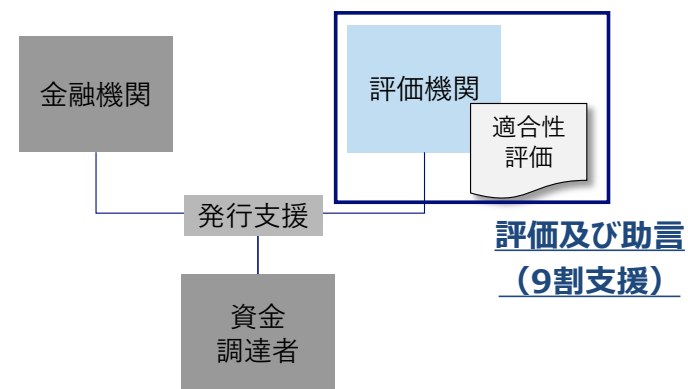 金融機関
評価機関
適合性
評価
発行支援
評価及び助言
（9割支援）
資金
調達者